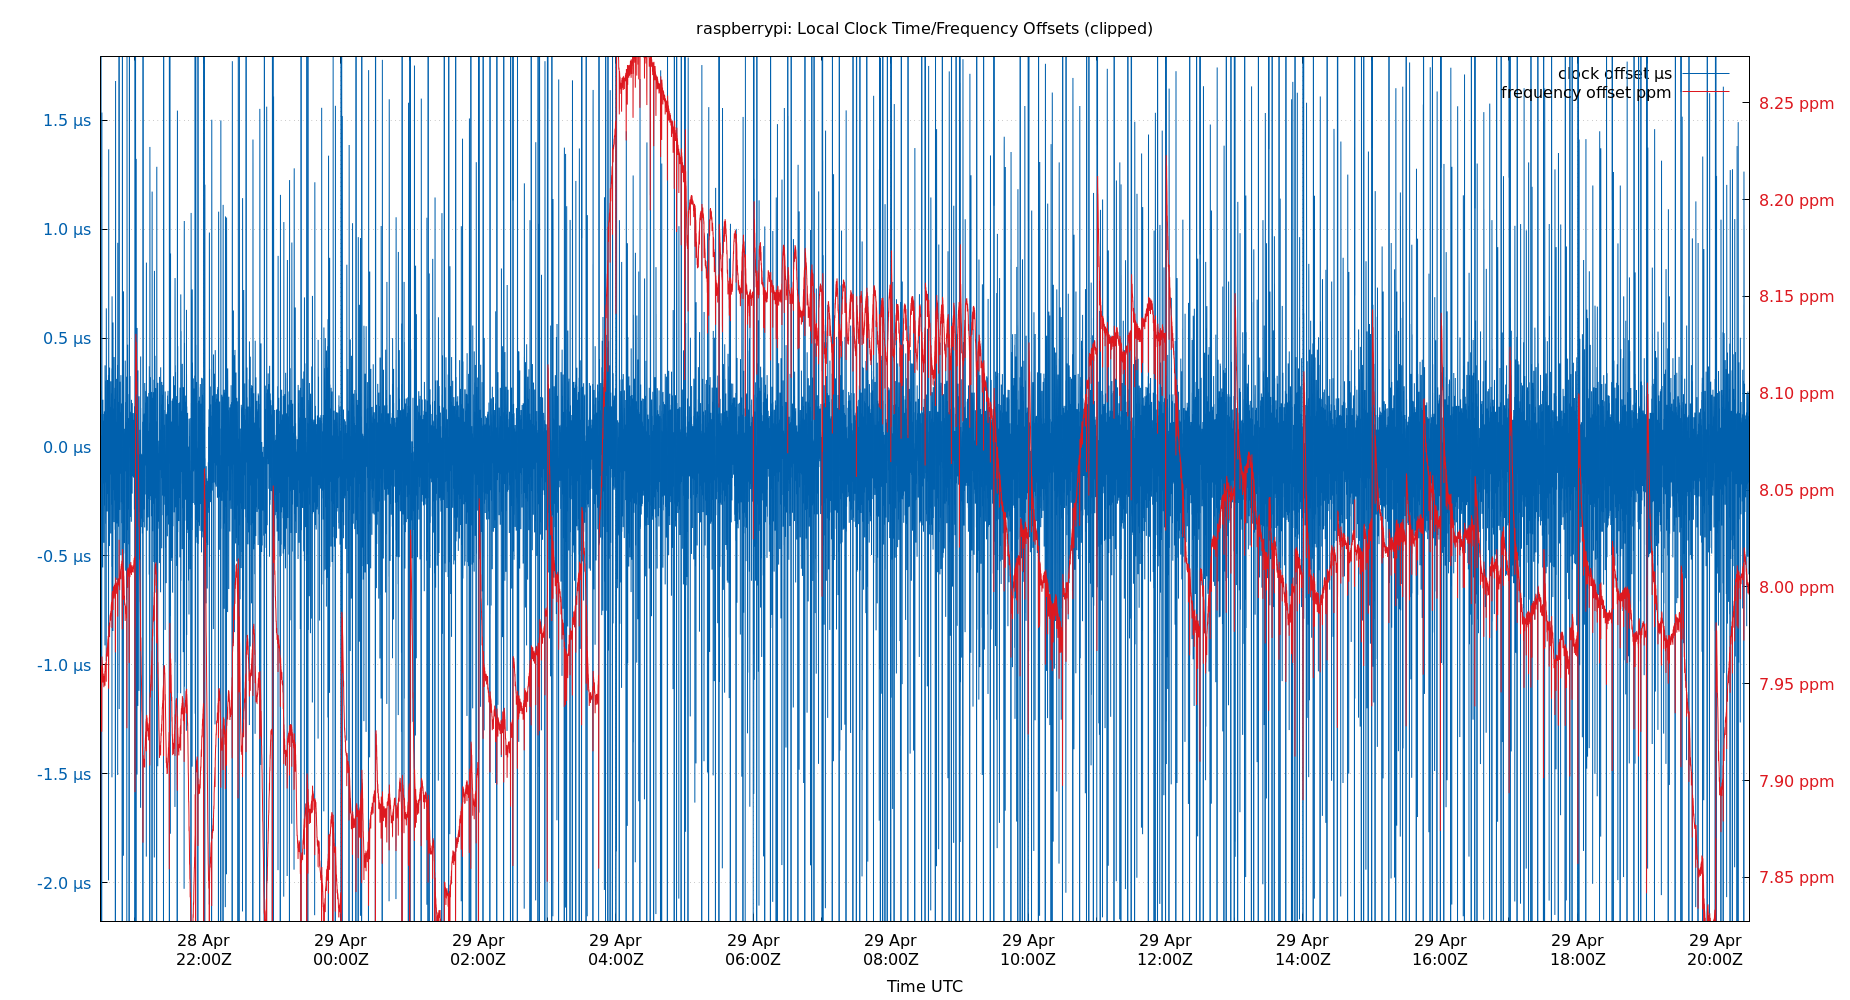 raspberrypi: Local Clock Time/Frequency Offsets (clipped)
clock offset µs
frequency offset ppm
1.5 µs
1.0 µs
0.5 µs
0.0 µs
-0.5 µs
-1.0 µs
-1.5 µs
-2.0 µs
8.25 ppm
8.20 ppm
8.15 ppm
8.10 ppm
8.05 ppm
8.00 ppm
7.95 ppm
7.90 ppm
7.85 ppm
28 Apr 29 Apr 29 Apr 29 Apr 29 Apr 29 Apr 29 Apr 29 Apr 29 Apr 29 Apr 29 Apr 29 Apr
22:00Z 00:00Z 02:00Z 04:00Z 06:00Z 08:00Z 10:00Z 12:00Z 14:00Z 16:00Z 18:00Z 20:00Z
Time UTC